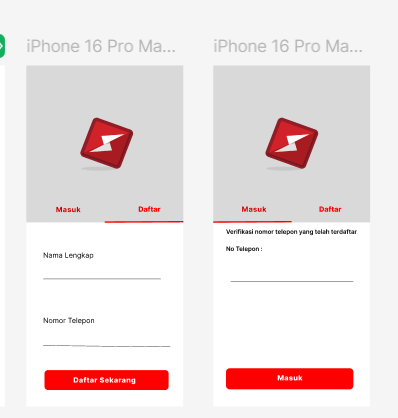 iPhone 16 Pro Ma...
Masuk
Daftar
Nama Lengkap
Nomor Telepon
Daftar Sekarang
iPhone 16 Pro Ma...
Masuk
Daftar
Verifikasi nomor telepon yang telah terdaftar
No Telepon :
Masuk